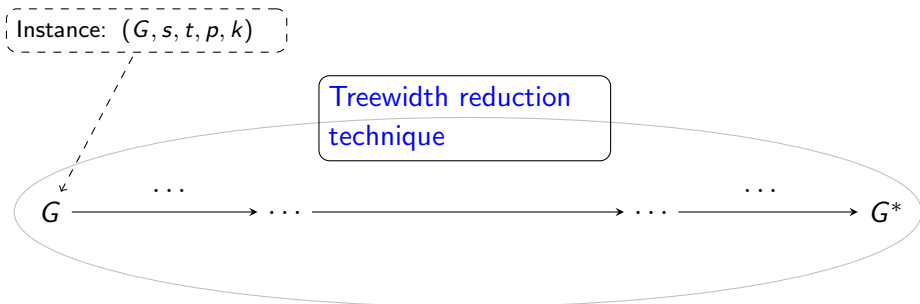 Instance: (G, s, t, p, k)
Treewidth reduction
technique
... ...
G ... ... G*